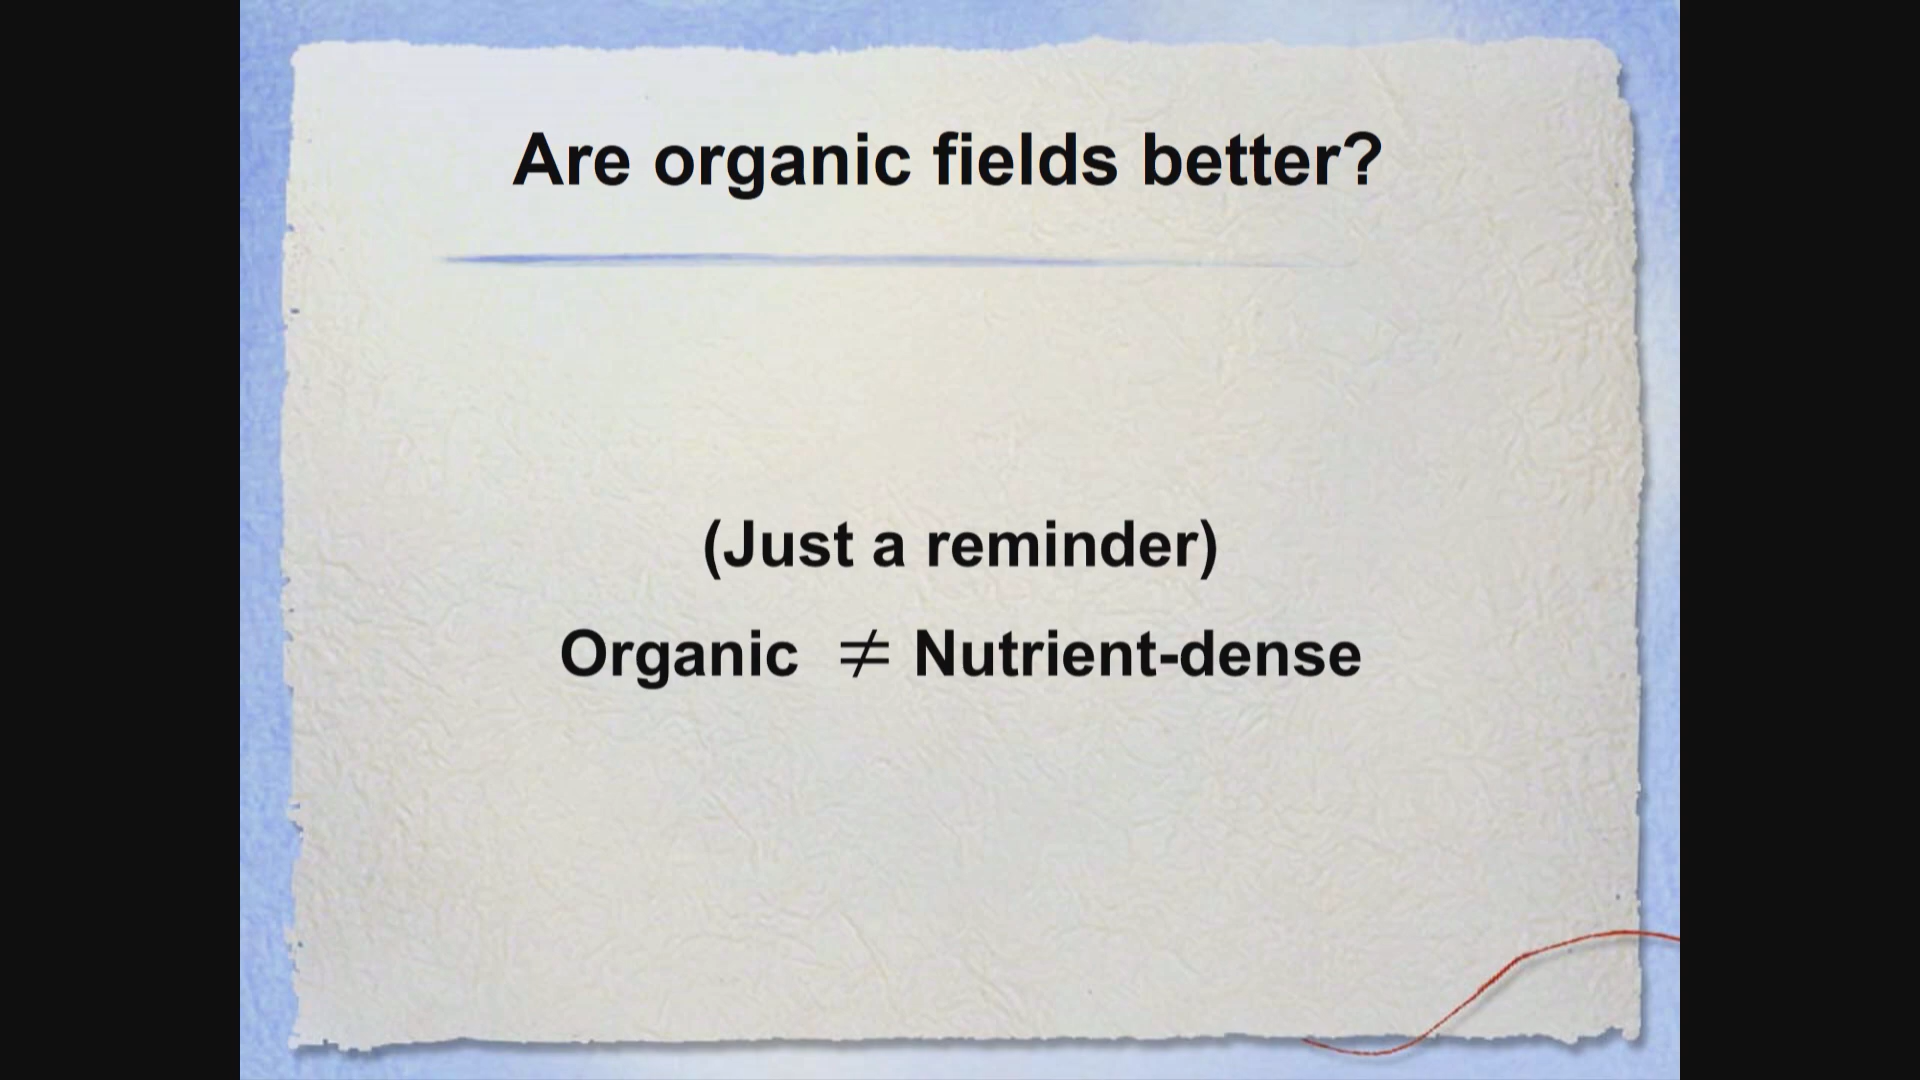 Are organic fields better?
(Just a reminder)
Organic ≠ Nutrient-dense